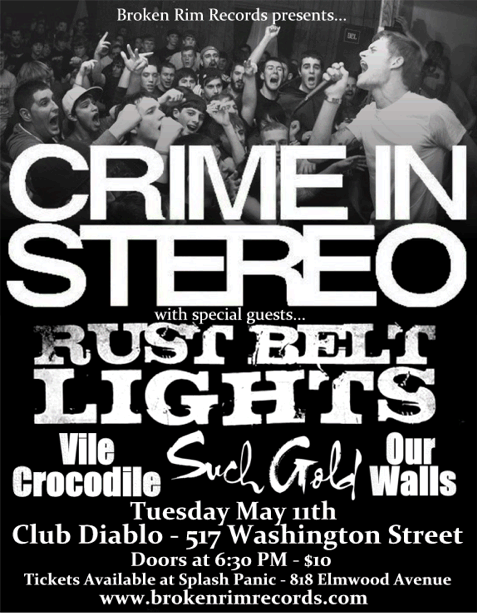 Broken Rim Records presents...
CRIME IN
STEREO
with special guests...
RUST BELT
LIGHTS
Vile
Crocodile
Such Gold
Our
Walls
Tuesday May 11th
Club Diablo - 517 Washington Street
Doors at 6:30 PM - $10
Tickets Available at Splash Panic - 818 Elmwood Avenue
www.brokenrimrecords.com